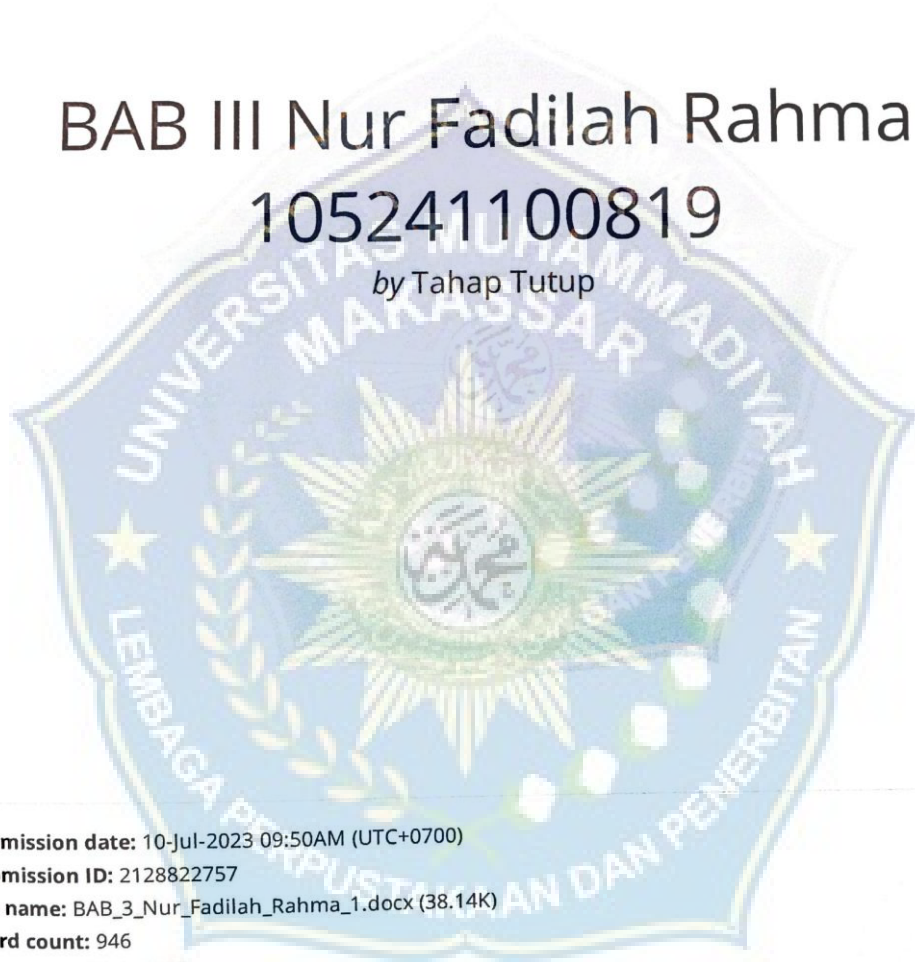 BAB III Nur Fadilah Rahma
105241100819
by Tahap Tutup
UNIVERSITAS MUHAMMADIYAH
MAKASSAR
LEMBAGA PERPUSTAKAAN DAN PENERBITAN
mission date: 10-Jul-2023 09:50AM (UTC+0700)
mission ID: 2128822757
name: BAB_3_Nur_Fadilah_Rahma_1.docx (38.14K)
rd count: 946